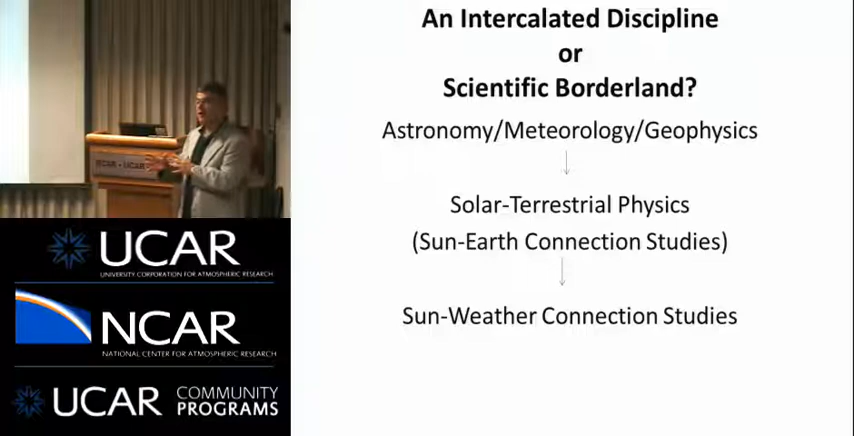 An Intercalated Discipline
or
Scientific Borderland?
Astronomy/Meteorology/Geophysics
Solar-Terrestrial Physics
(Sun-Earth Connection Studies)
Sun-Weather Connection Studies
UCAR
UNIVERSITY CORPORATION FOR ATMOSPHERIC RESEARCH
NCAR
NATIONAL CENTER FOR ATMOSPHERIC RESEARCH
UCAR COMMUNITY
PROGRAMS